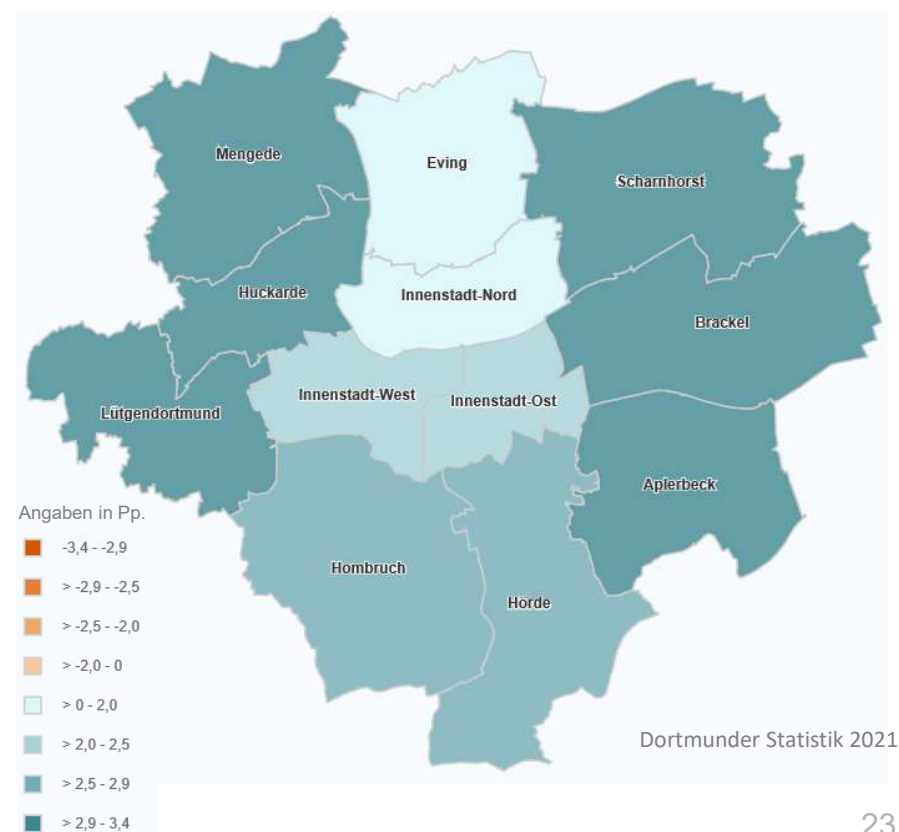 Mengede
Eving
Scharnhorst
Huckarde
Innenstadt-Nord
Brackel
Innenstadt-West
Innenstadt-Ost
Lütgendortmund
Aplerbeck
Hombruch
Hörde
Angaben in Pp.
-3,4 - -2,9
> -2,9 - -2,5
> -2,5 - -2,0
> -2,0 - 0
> 0 - 2,0
> 2,0 - 2,5
> 2,5 - 2,9
> 2,9 - 3,4
Dortmunder Statistik 2021
23